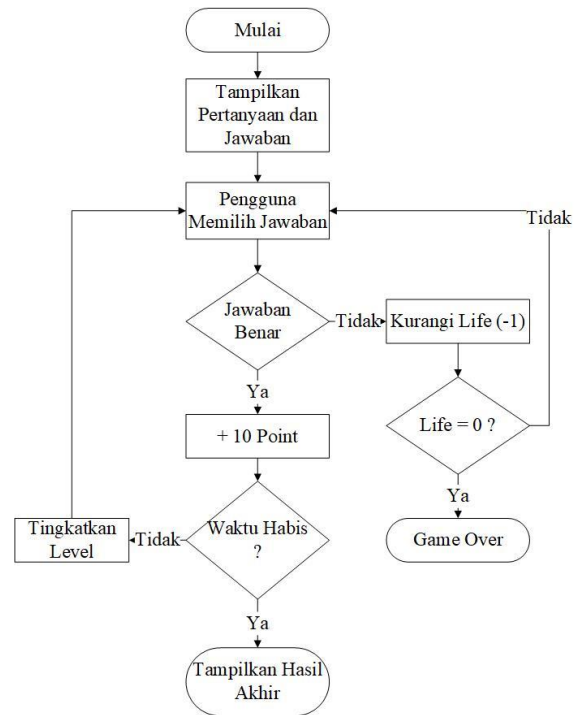 Mulai
Tampilkan
Pertanyaan dan
Jawaban
Pengguna
Memilih Jawaban
Tidak
Jawaban
Benar
Tidak
Kurangi Life (-1)
Ya
+ 10 Point
Life = 0 ?
Ya
Waktu Habis
?
Tidak
Tingkatkan
Level
Game Over
Ya
Tampilkan Hasil
Akhir